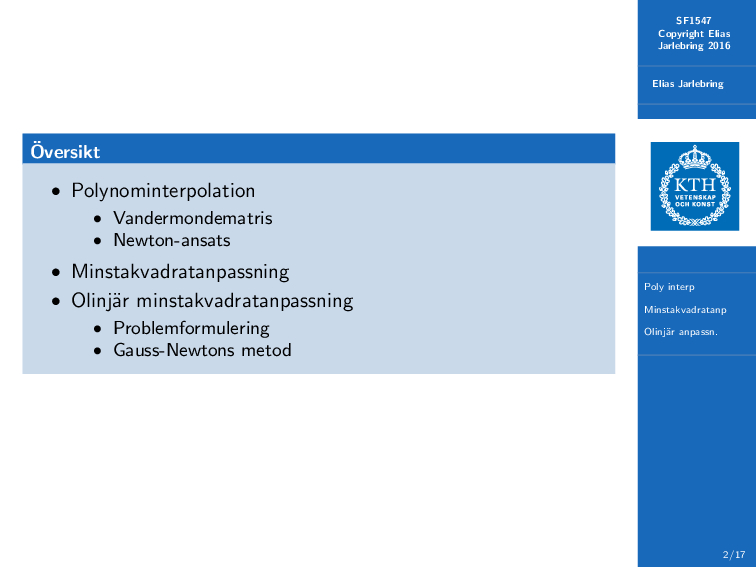 Översikt
• Polynominterpolation
• Vandermondematris
• Newton-ansats
• Minstakvadratanpassning
• Olinjär minstakvadratanpassning
• Problemformulering
• Gauss-Newtons metod
SF1547
Copyright Elias
Jarlebring 2016
Elias Jarlebring
KTH
VETENSKAP
OCH KONST
Poly interp
Minstakvadratanp
Olinjär anpassn.
2/17